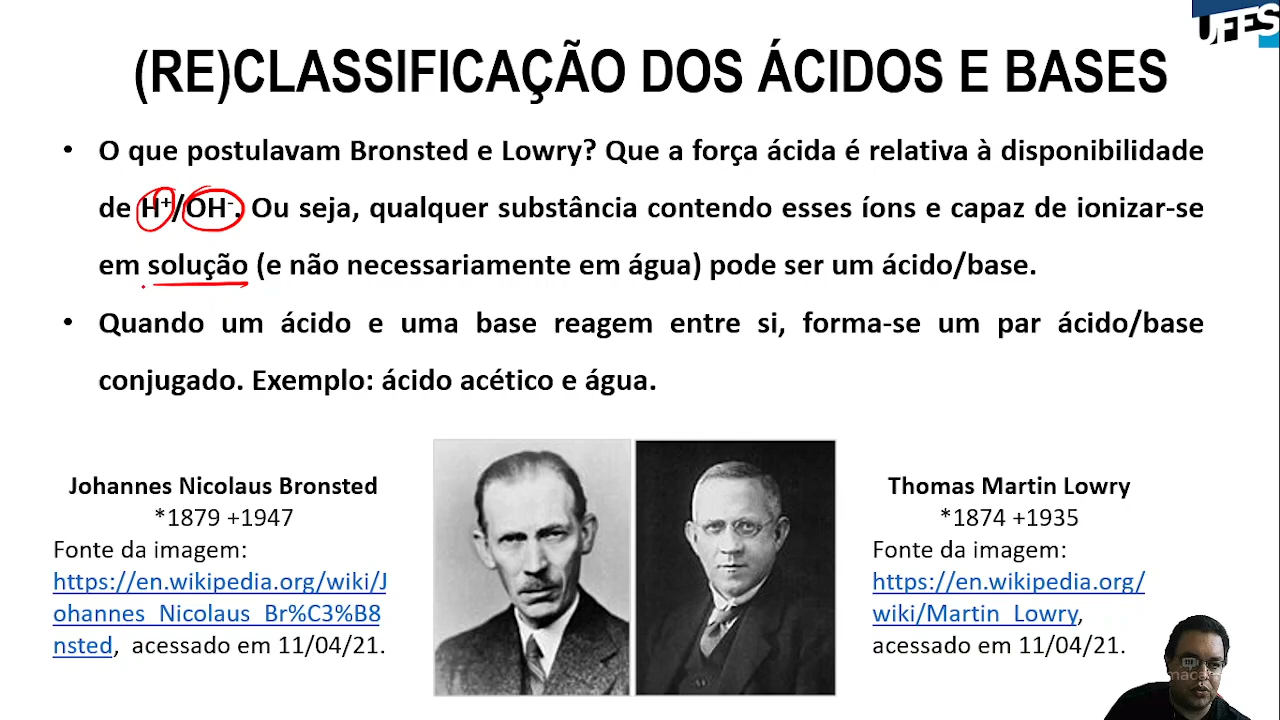 UFES
(RE)CLASSIFICAÇÃO DOS ÁCIDOS E BASES
• O que postulavam Bronsted e Lowry? Que a força ácida é relativa à disponibilidade
de H⁺/OH⁻. Ou seja, qualquer substância contendo esses íons e capaz de ionizar-se
em solução (e não necessariamente em água) pode ser um ácido/base.
• Quando um ácido e uma base reagem entre si, forma-se um par ácido/base
conjugado. Exemplo: ácido acético e água.
Johannes Nicolaus Bronsted
*1879 +1947
Fonte da imagem:
https://en.wikipedia.org/wiki/J
ohannes_Nicolaus_Br%C3%B8
nsted, acessado em 11/04/21.
Thomas Martin Lowry
*1874 +1935
Fonte da imagem:
https://en.wikipedia.org/
wiki/Martin_Lowry,
acessado em 11/04/21.